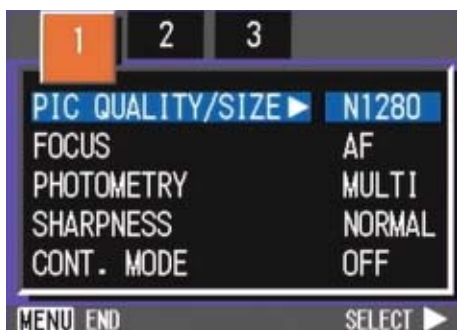 1 2 3
PIC QUALITY/SIZE▶ N1280
FOCUS AF
PHOTOMETRY MULTI
SHARPNESS NORMAL
CONT. MODE OFF
MENU END SELECT ▶